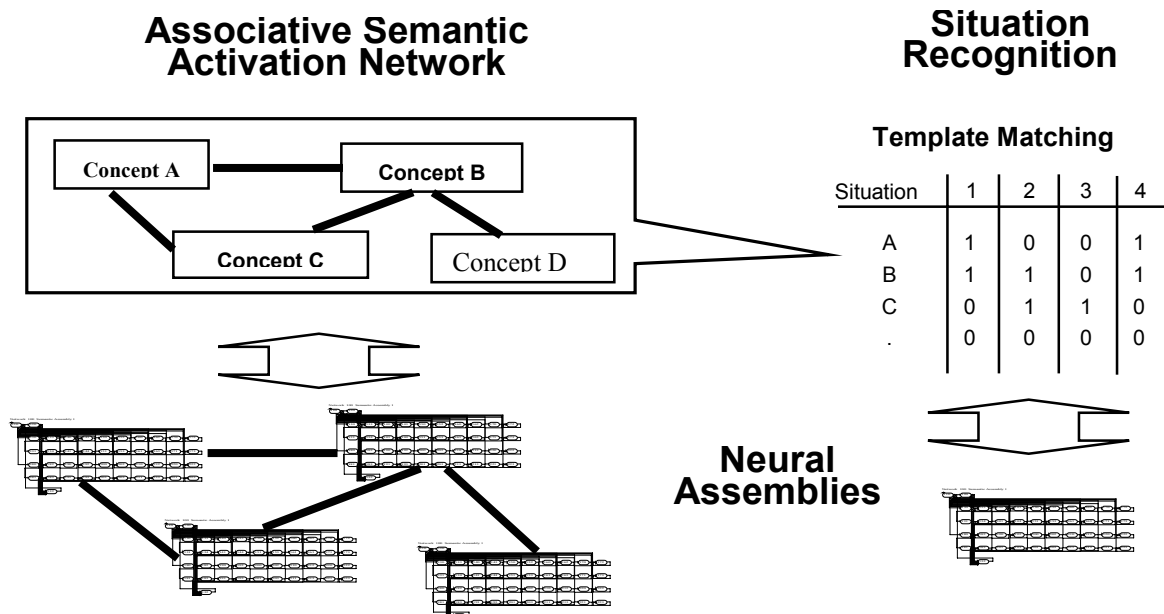 Associative Semantic
Activation Network
Situation
Recognition
Concept A
Concept B
Concept C
Concept D
Template Matching
Situation 1 2 3 4
A 1 0 0 1
B 1 1 0 1
C 0 1 1 0
. 0 0 0 0
Neural
Assemblies